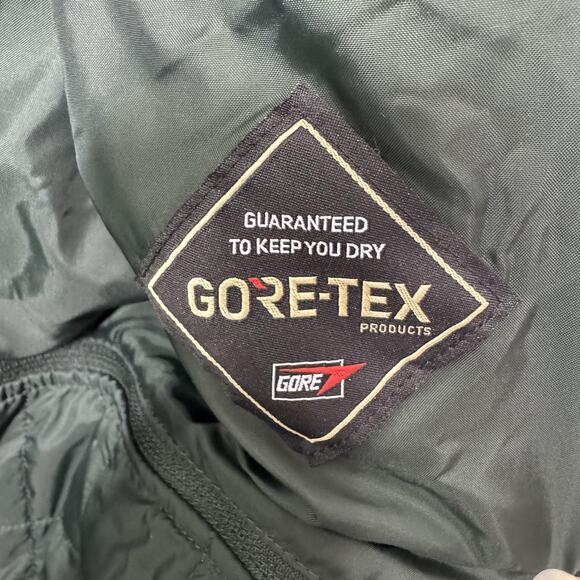 GUARANTEED
TO KEEP YOU DRY
GORE-TEX
PRODUCTS
GORE